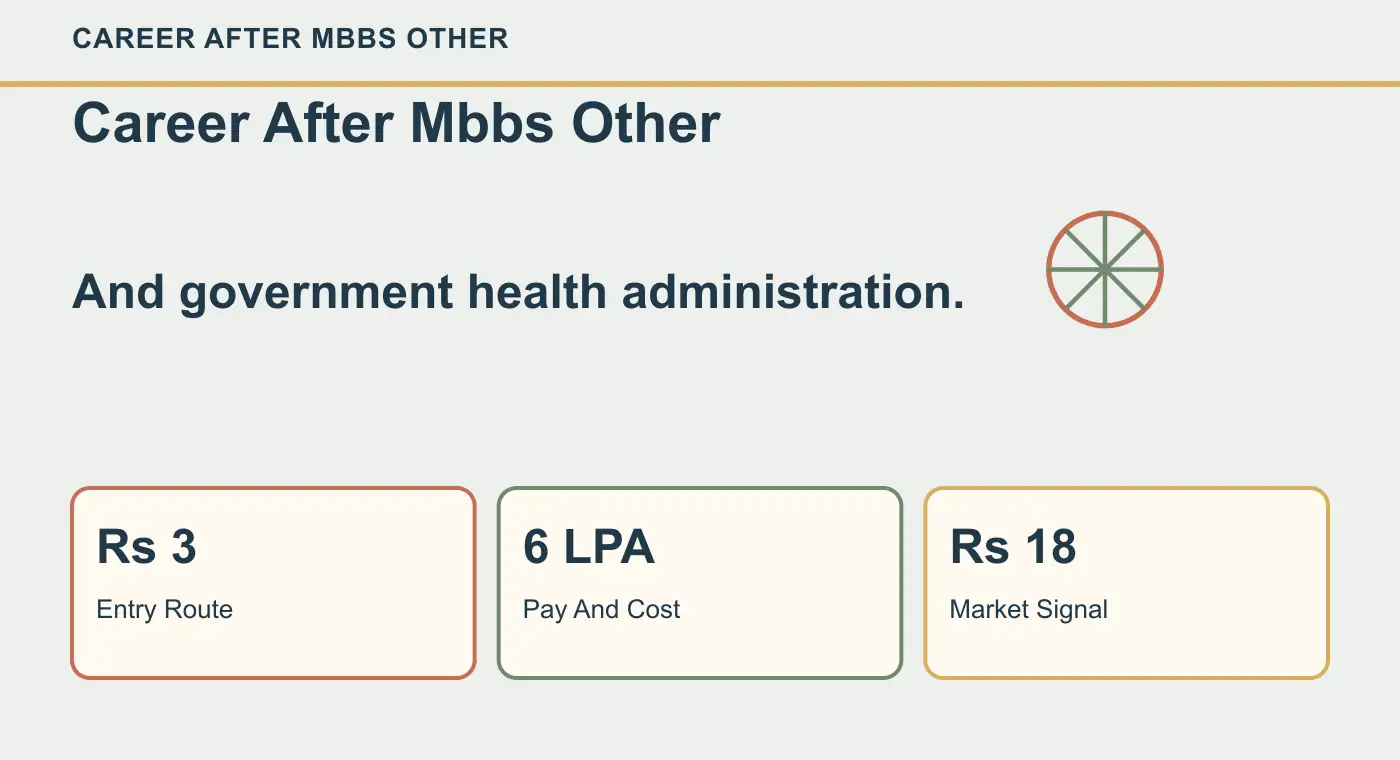 CAREER AFTER MBBS OTHER
Career After Mbbs Other
And government health administration.
Rs 3
Entry Route
6 LPA
Pay And Cost
Rs 18
Market Signal